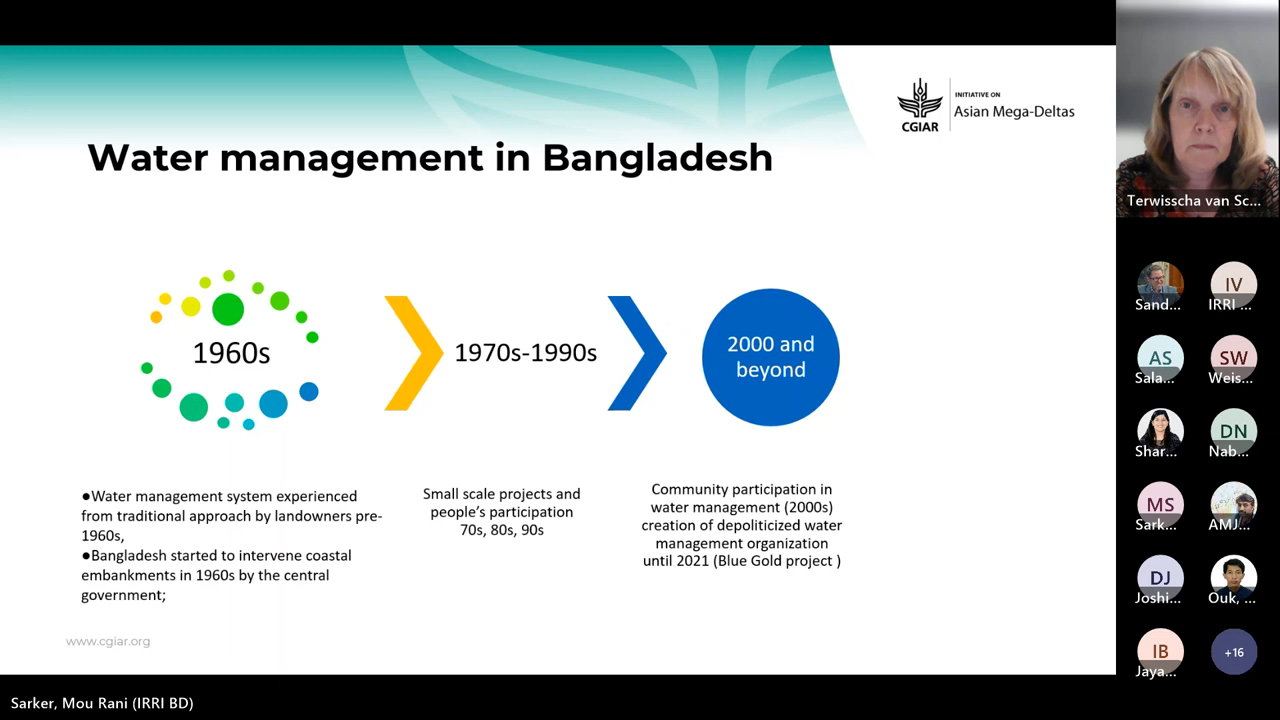 INITIATIVE ON
Asian Mega-Deltas
CGIAR
Water management in Bangladesh
1960s
1970s-1990s
2000 and
beyond
●Water management system experienced
from traditional approach by landowners pre-
1960s,
●Bangladesh started to intervene coastal
embankments in 1960s by the central
government;
Small scale projects and
people's participation
70s, 80s, 90s
Community participation in
water management (2000s)
creation of depoliticized water
management organization
until 2021 (Blue Gold project )
www.cgiar.org
Terwisscha van Sc...
Sand...
IV
IRRI ...
AS
Sala...
SW
Weis...
Shar...
DN
Nab...
MS
Sark...
AMJ...
DJ
Joshi...
Ouk, ...
IB
Jaya...
+16
Sarker, Mou Rani (IRRI BD)